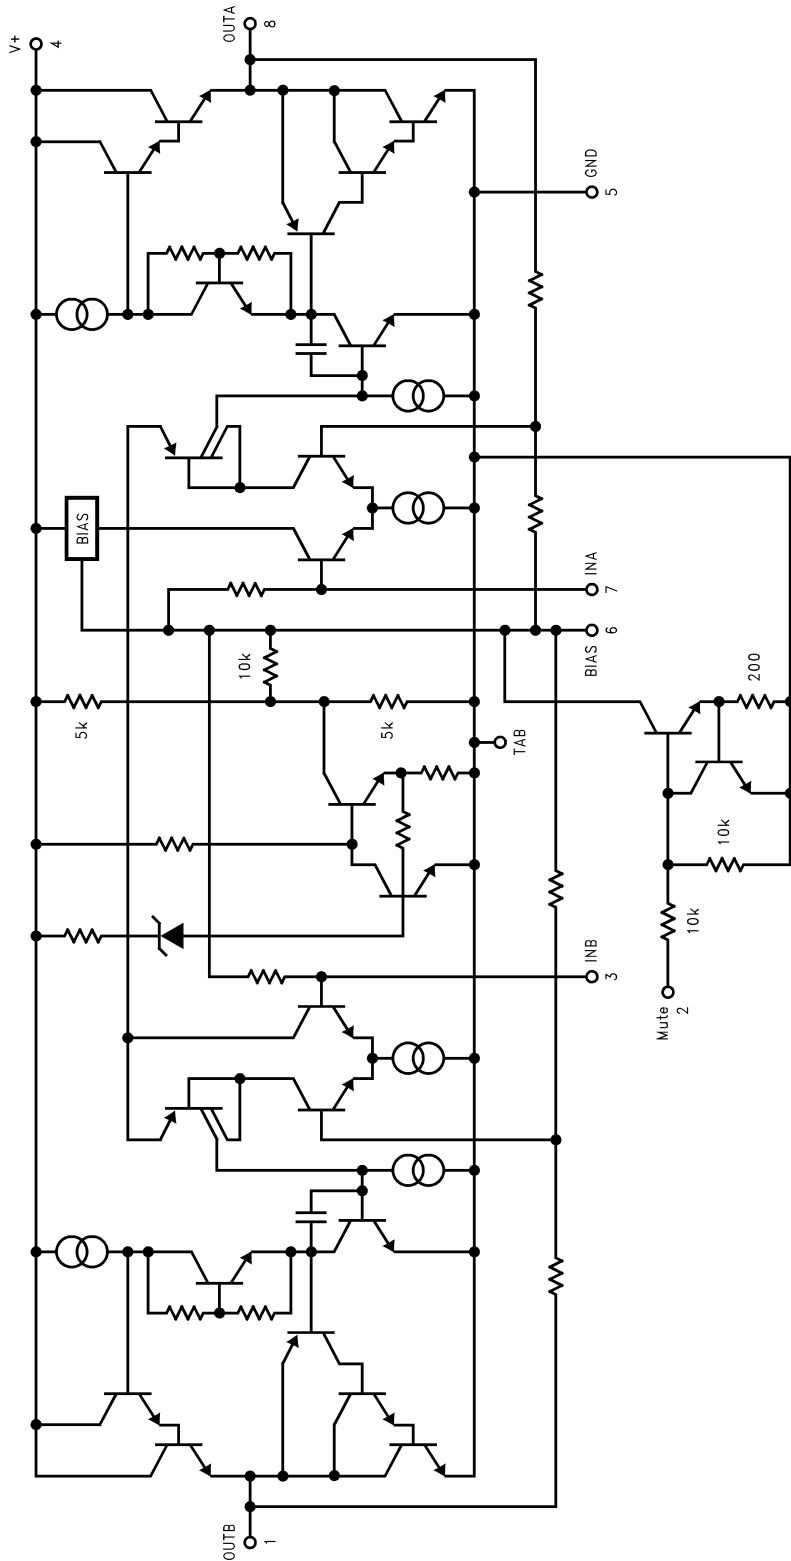 V+
4
OUTA
8
GND
5
BIAS
INA
7
BIAS
6
10k
5k
5k
TAB
200
10k
10k
Mute
2
INB
3
OUTB
1